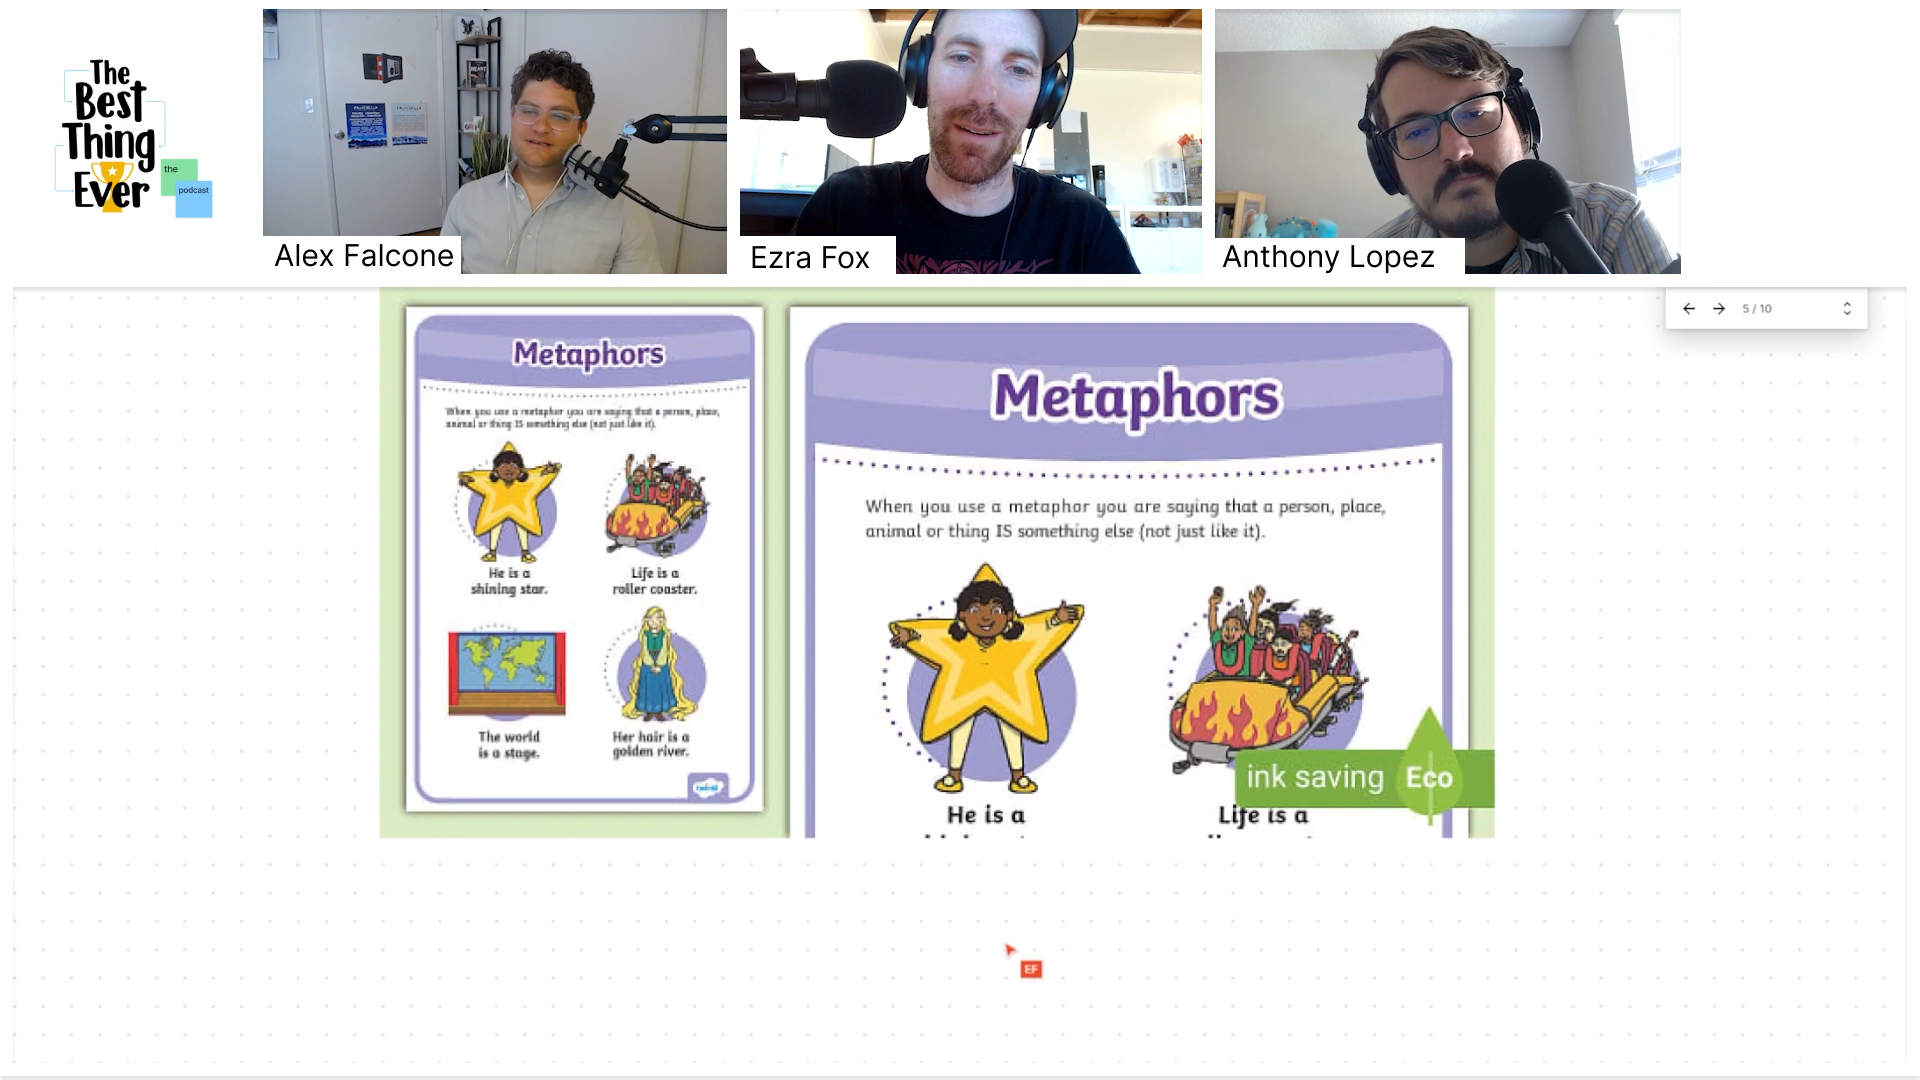 The
Best
Thing
Ever
the
podcast
Alex Falcone
Ezra Fox
Anthony Lopez
5 / 10
Metaphors
When you use a metaphor you are saying that a person, place,
animal or thing IS something else (not just like it).
He is a
shining star.
Life is a
roller coaster.
The world
is a stage.
Her hair is a
golden river.
Metaphors
When you use a metaphor you are saying that a person, place,
animal or thing IS something else (not just like it).
He is a
Life is a
ink saving
Eco
EF